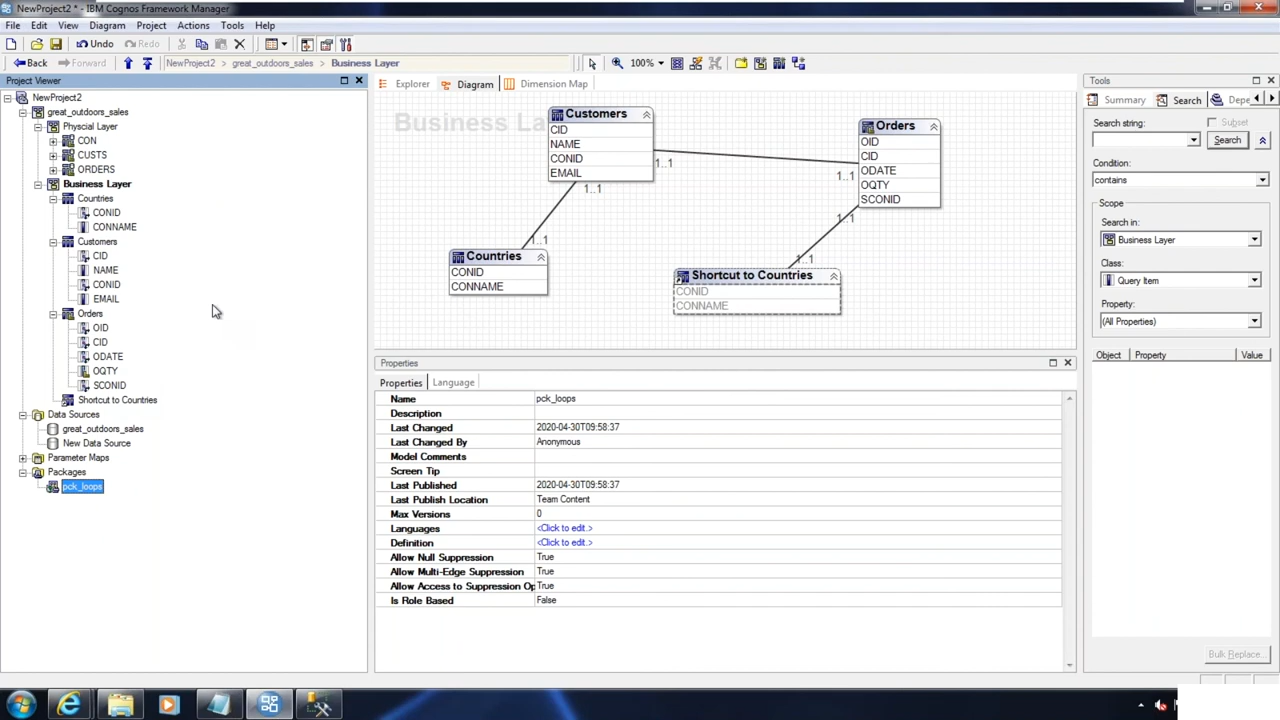 NewProject2 * - IBM Cognos Framework Manager
File Edit View Diagram Project Actions Tools Help
Undo Redo
Back Forward NewProject2 > great_outdoors_sales > Business Layer 100%
Project Viewer
NewProject2
great_outdoors_sales
Physcial Layer
CON
CUSTS
ORDERS
Business Layer
Countries
CONID
CONNAME
Customers
CID
NAME
CONID
EMAIL
Orders
OID
CID
ODATE
OQTY
SCONID
Shortcut to Countries
Data Sources
great_outdoors_sales
New Data Source
Parameter Maps
Packages
pck_loops
Explorer Diagram Dimension Map
Business La
Customers
CID
NAME
CONID
EMAIL
Orders
OID
CID
ODATE
OQTY
SCONID
1..1
1..1
1..1
1..1
1..1
1..1
Countries
CONID
CONNAME
Shortcut to Countries
CONID
CONNAME
Properties
Properties Language
Name pck_loops
Description
Last Changed 2020-04-30T09:58:37
Last Changed By Anonymous
Model Comments
Screen Tip
Last Published 2020-04-30T09:58:37
Last Publish Location Team Content
Max Versions 0
Languages <Click to edit.>
Definition <Click to edit.>
Allow Null Suppression True
Allow Multi-Edge Suppression True
Allow Access to Suppression Op True
Is Role Based False
Tools
Summary Search Depe
Search string: Subset
Search
Condition:
contains
Scope
Search in:
Business Layer
Class:
Query Item
Property:
(All Properties)
Object Property Value
Bulk Replace...